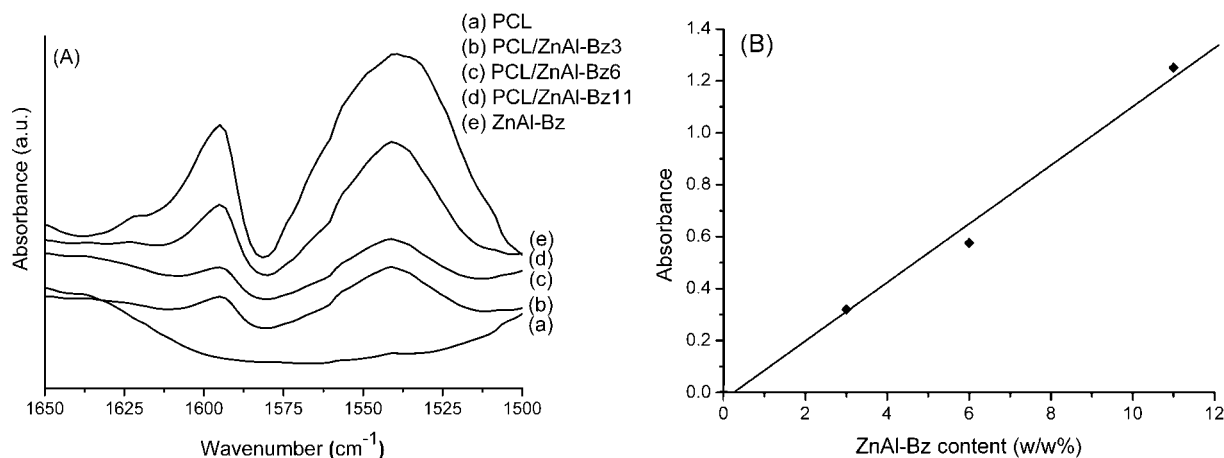 (A)
(a) PCL
(b) PCL/ZnAl-Bz3
(c) PCL/ZnAl-Bz6
(d) PCL/ZnAl-Bz11
(e) ZnAl-Bz
Absorbance (a.u.)
(e)
(d)
(c)
(b)
(a)
1650 1625 1600 1575 1550 1525 1500
Wavenumber (cm⁻¹)
(B)
Absorbance
1.4
1.2
1.0
0.8
0.6
0.4
0.2
0.0
0 2 4 6 8 10 12
ZnAl-Bz content (w/w%)